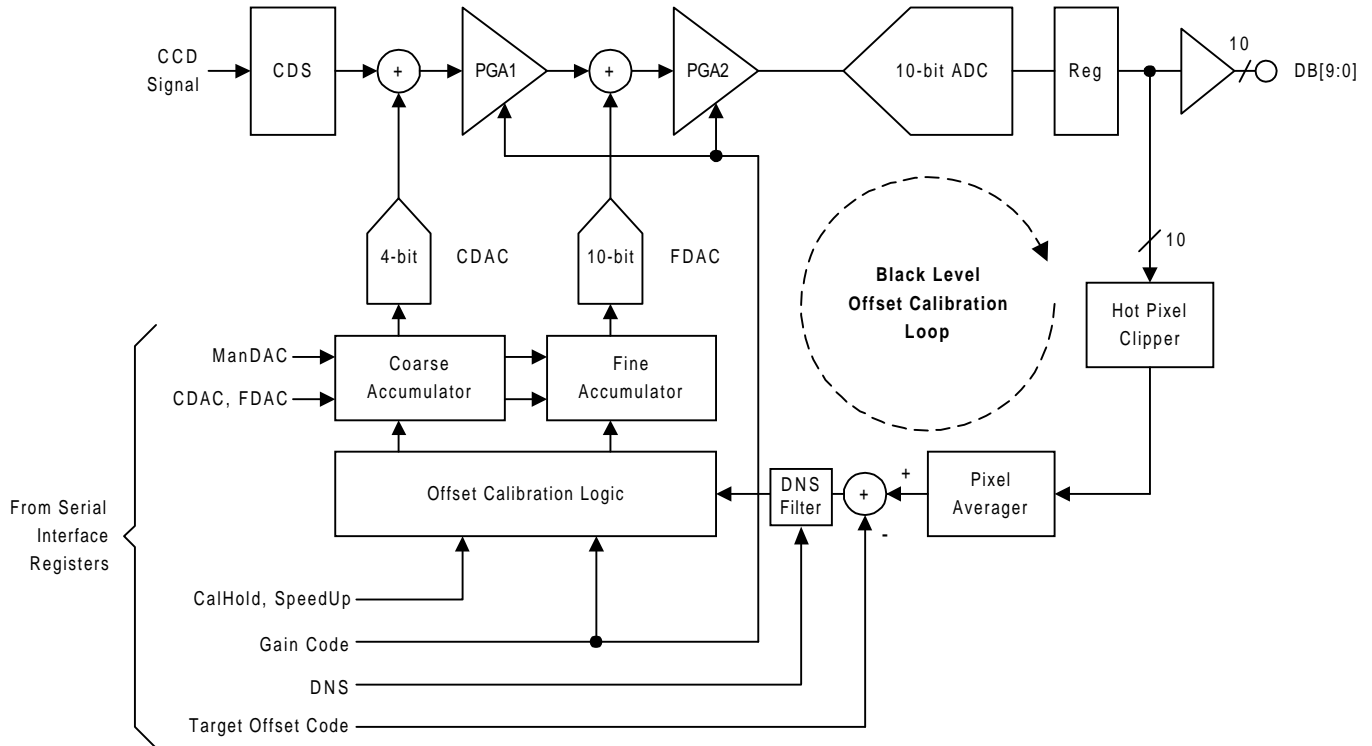 CCD
Signal
CDS
+
PGA1
+
PGA2
10-bit ADC
Reg
10
DB[9:0]
4-bit
CDAC
10-bit
FDAC
10
Black Level
Offset Calibration
Loop
Hot Pixel
Clipper
ManDAC
CDAC, FDAC
Coarse
Accumulator
Fine
Accumulator
Offset Calibration Logic
DNS
Filter
+
+
-
Pixel
Averager
From Serial
Interface
Registers
CalHold, SpeedUp
Gain Code
DNS
Target Offset Code